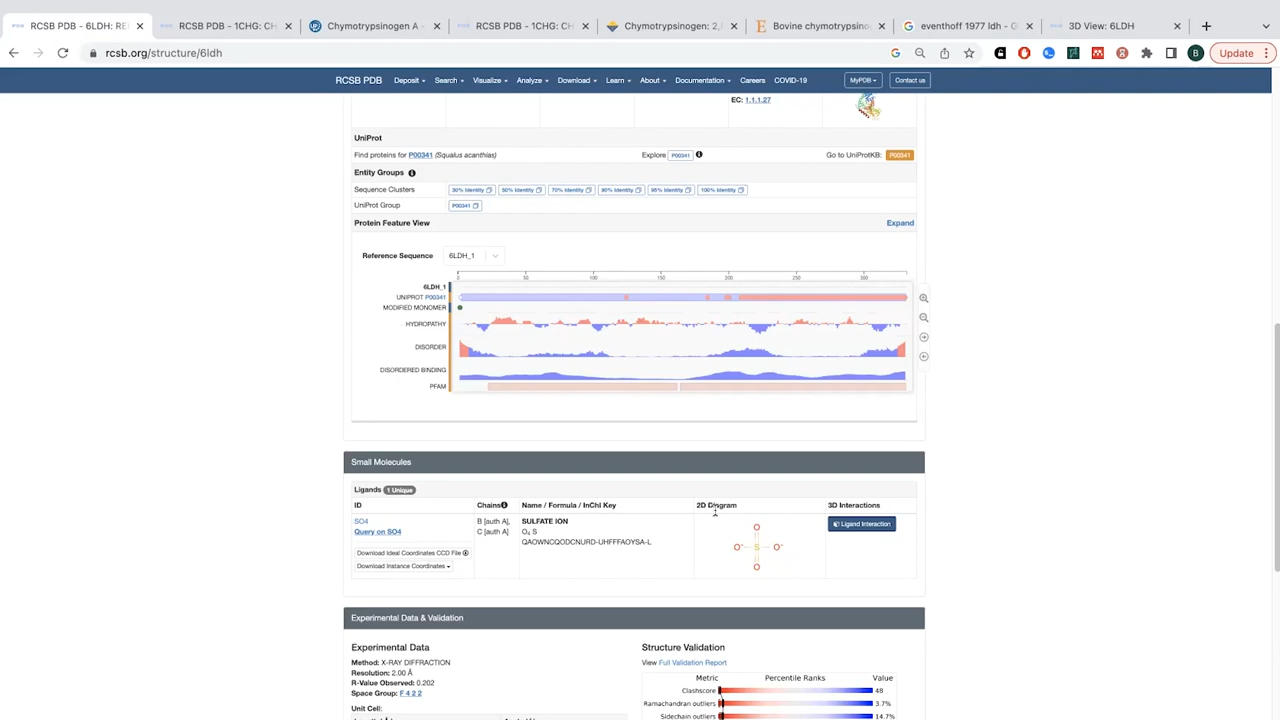 RCSB PDB - 6LDH: RE
RCSB PDB - 1CHG: CH
Chymotrypsinogen A -
RCSB PDB - 1CHG: CH
Chymotrypsinogen: 2,
Bovine chymotrypsino
eventhoff 1977 ldh - G
3D View: 6LDH
rcsb.org/structure/6ldh
B
Update
RCSB PDB Deposit Search Visualize Analyze Download Learn About Documentation Careers COVID-19 MyPDB Contact us
EC: 1.1.1.27
UniProt
Find proteins for P00341 (Squalus acanthias) Explore P00341 Go to UniProtKB: P00341
Entity Groups
Sequence Clusters 30% Identity 50% Identity 70% Identity 90% Identity 95% Identity 100% Identity
UniProt Group P00341
Protein Feature View Expand
Reference Sequence 6LDH_1
0 50 100 150 200 250 300
6LDH_1
UNIPROT P00341
MODIFIED MONOMER
HYDROPATHY
DISORDER
DISORDERED BINDING
PFAM
Small Molecules
Ligands 1 Unique
ID Chains Name / Formula / InChI Key 2D Diagram 3D Interactions
SO4 B [auth A], SULFATE ION Ligand Interaction
Query on SO4 C [auth A] O4 S
QAOWNCQODCNURD-UHFFFAOYSA-L
O
O- S O-
O
Download Ideal Coordinates CCD File
Download Instance Coordinates
Experimental Data & Validation
Experimental Data
Method: X-RAY DIFFRACTION
Resolution: 2.00 Å
R-Value Observed: 0.202
Space Group: F 4 2 2
Unit Cell:
Structure Validation
View Full Validation Report
Metric Percentile Ranks Value
Clashscore 48
Ramachandran outliers 3.7%
Sidechain outliers 14.7%